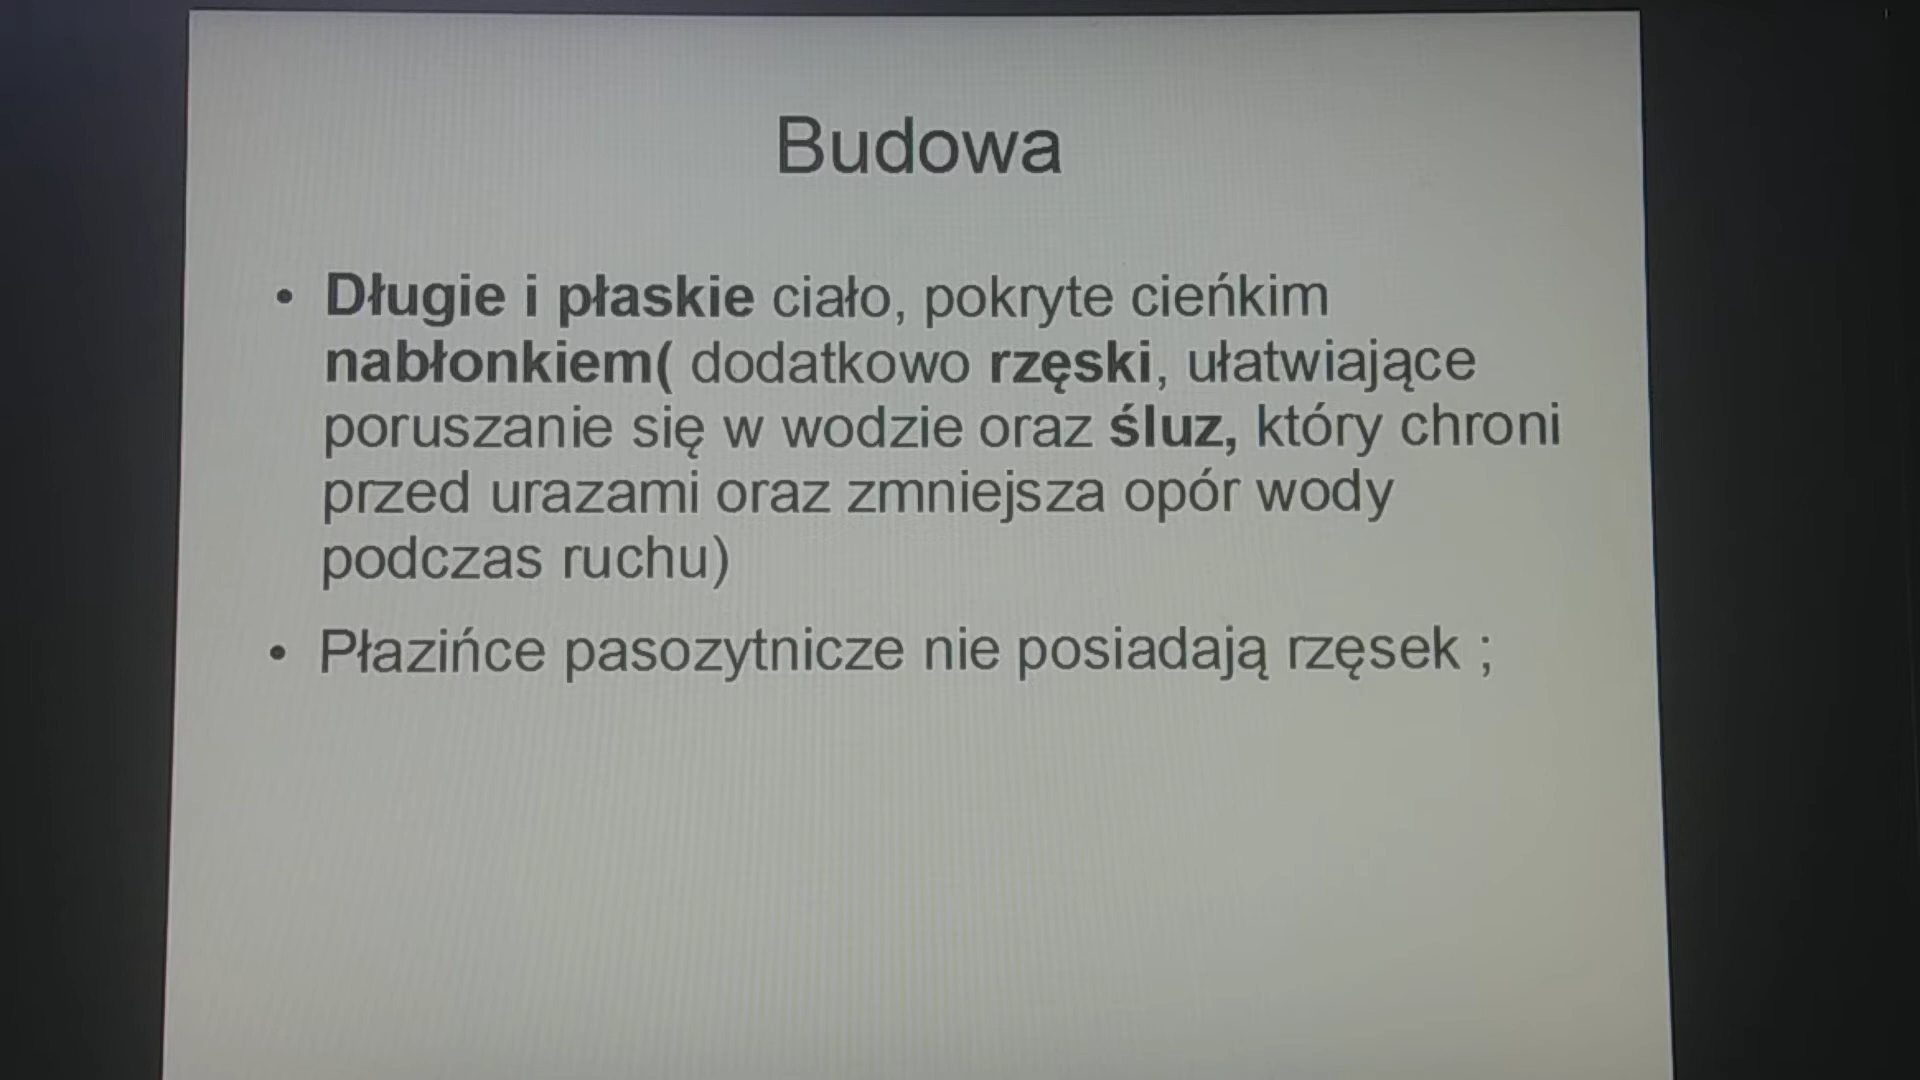 Budowa
• Długie i płaskie ciało, pokryte cieńkim
nabłonkiem( dodatkowo rzęski, ułatwiające
poruszanie się w wodzie oraz śluz, który chroni
przed urazami oraz zmniejsza opór wody
podczas ruchu)
• Płazińce pasozytnicze nie posiadają rzęsek ;